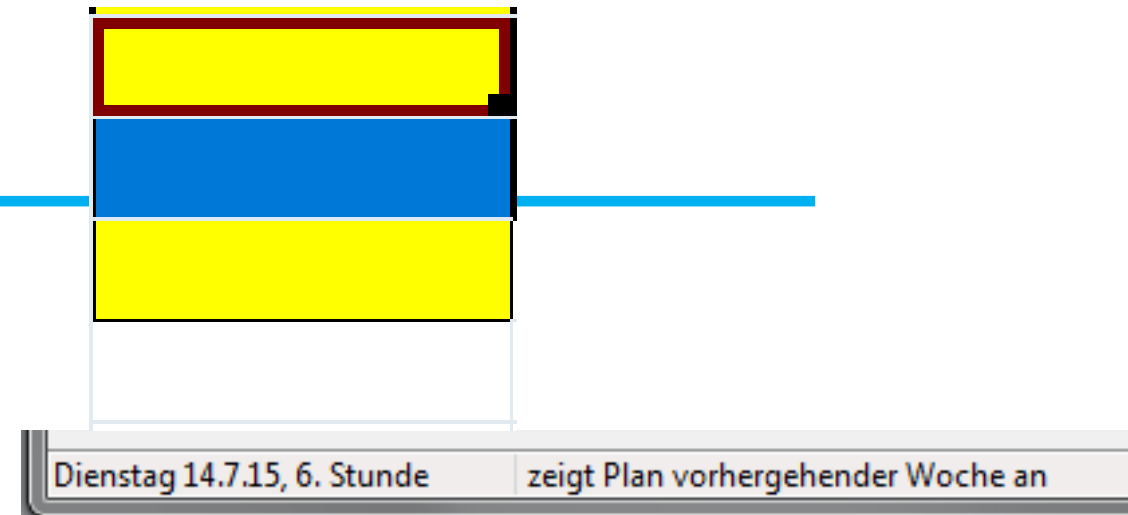 Dienstag 14.7.15, 6. Stunde zeigt Plan vorhergehender Woche an